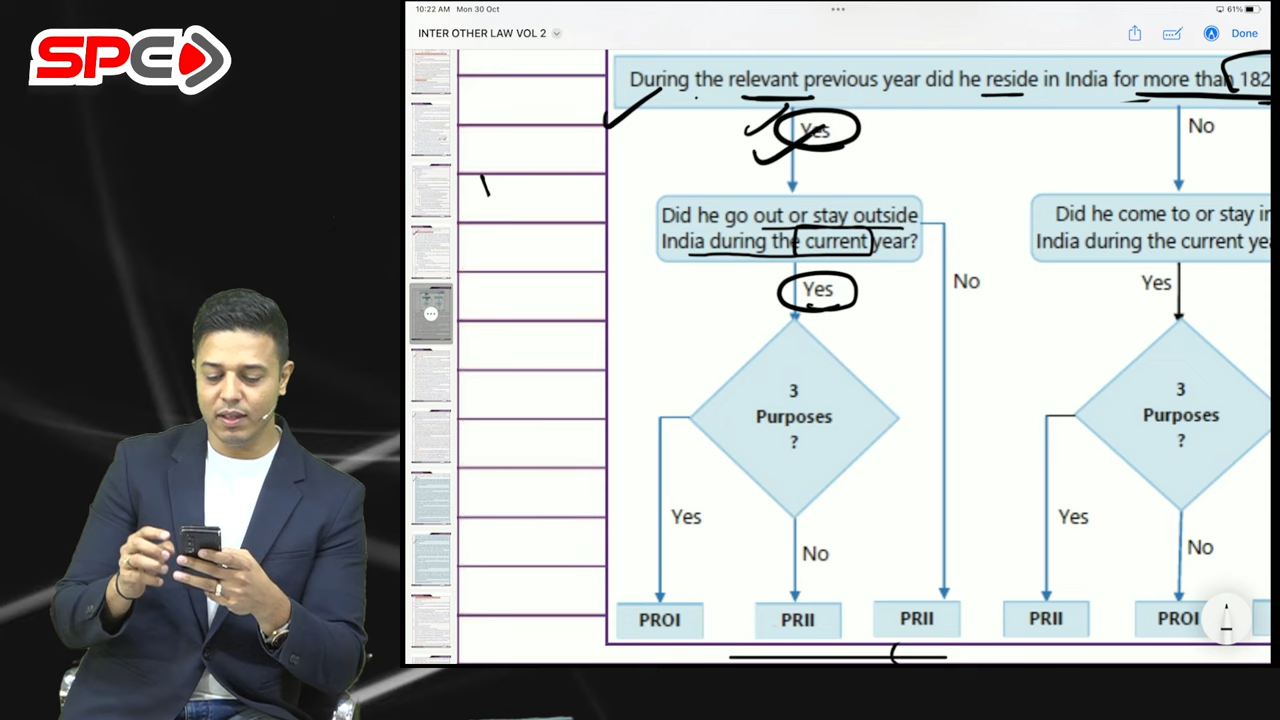 SPE
10:22 AM Mon 30 Oct
61%
INTER OTHER LAW VOL 2
Done
During the relevant previous year did he reside in India for more than 182
Yes
No
Did he go out or stay outside
India during the current year?
Did he come to or stay in
India during the current
Yes
No
Yes
3
Purposes
?
3
Purposes
?
Yes
No
Yes
No
PROI
PRII
PRII
PRII
PROI